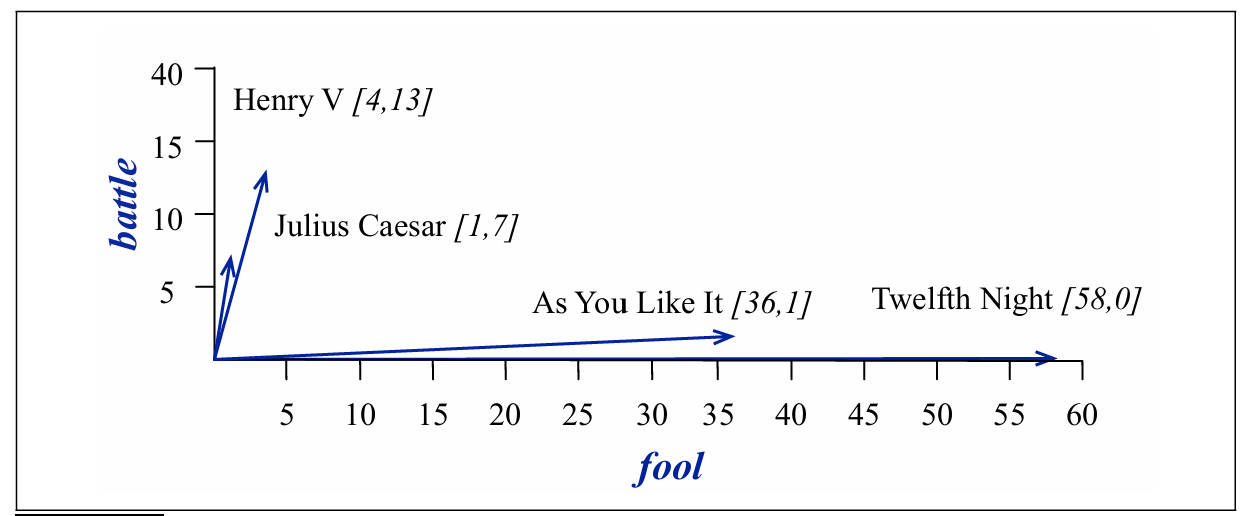 40
Henry V [4,13]
15
battle
10
Julius Caesar [1,7]
5
As You Like It [36,1]
Twelfth Night [58,0]
5 10 15 20 25 30 35 40 45 50 55 60
fool